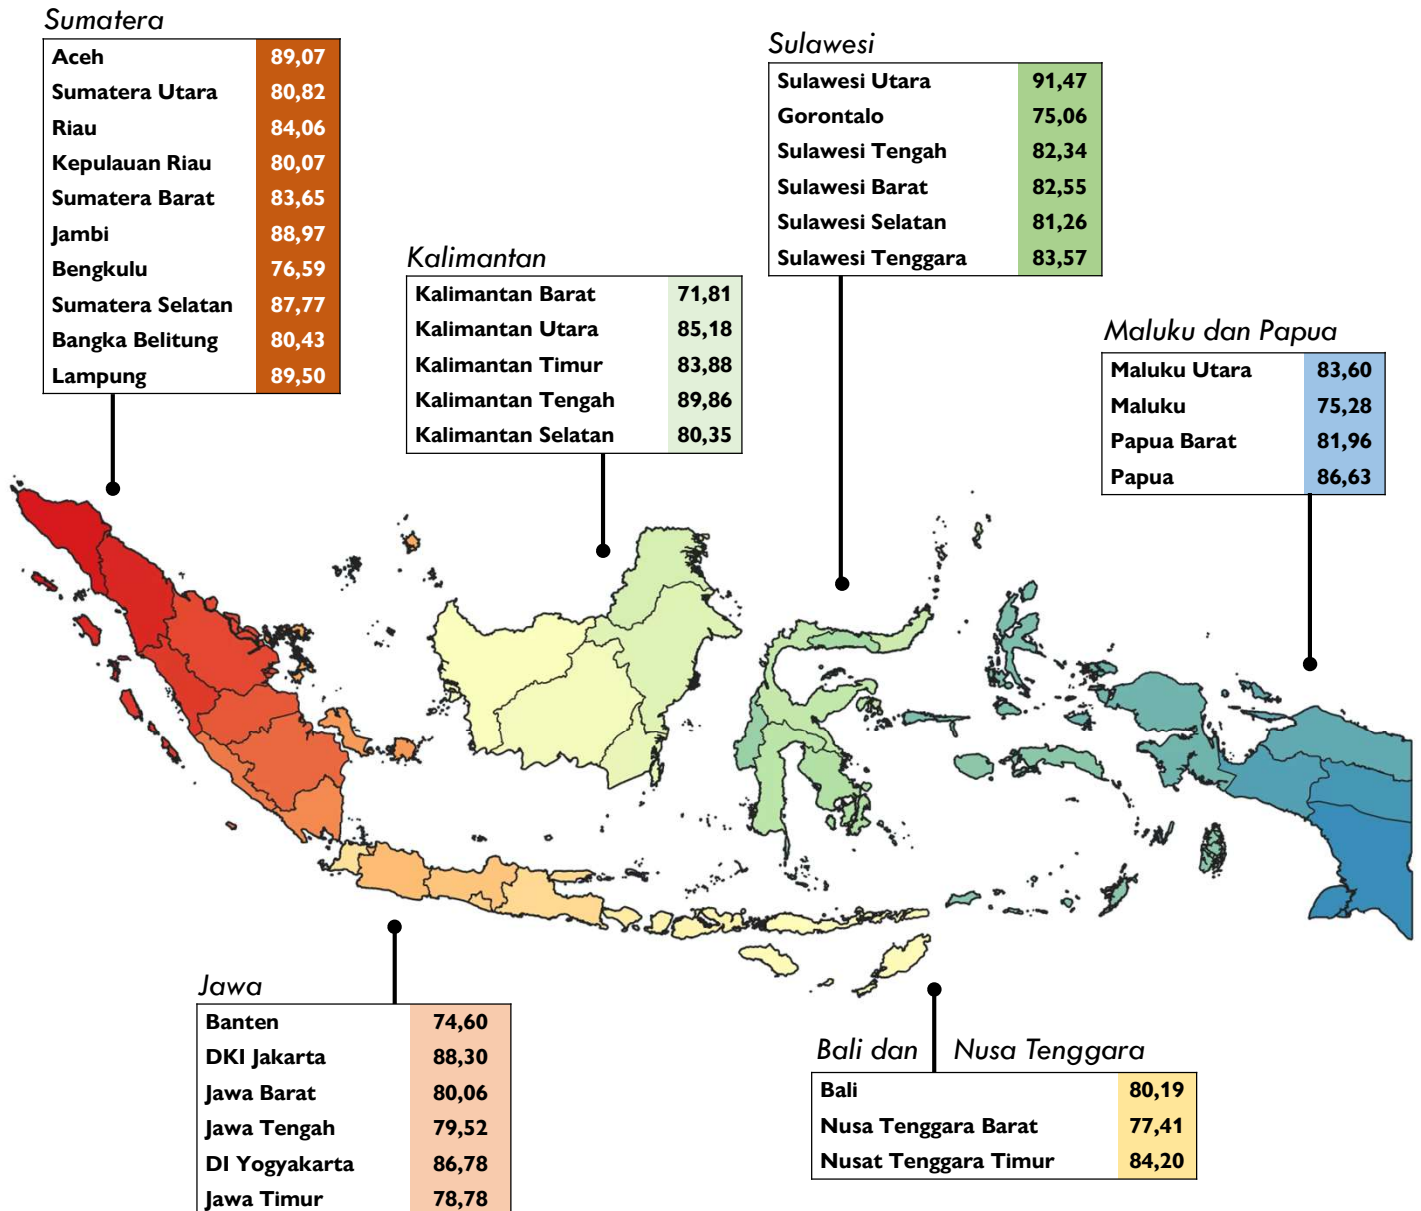 Sumatera
Aceh 89,07
Sumatera Utara 80,82
Riau 84,06
Kepulauan Riau 80,07
Sumatera Barat 83,65
Jambi 88,97
Bengkulu 76,59
Sumatera Selatan 87,77
Bangka Belitung 80,43
Lampung 89,50
Kalimantan
Kalimantan Barat 71,81
Kalimantan Utara 85,18
Kalimantan Timur 83,88
Kalimantan Tengah 89,86
Kalimantan Selatan 80,35
Sulawesi
Sulawesi Utara 91,47
Gorontalo 75,06
Sulawesi Tengah 82,34
Sulawesi Barat 82,55
Sulawesi Selatan 81,26
Sulawesi Tenggara 83,57
Maluku dan Papua
Maluku Utara 83,60
Maluku 75,28
Papua Barat 81,96
Papua 86,63
Jawa
Banten 74,60
DKI Jakarta 88,30
Jawa Barat 80,06
Jawa Tengah 79,52
DI Yogyakarta 86,78
Jawa Timur 78,78
Bali dan Nusa Tenggara
Bali 80,19
Nusa Tenggara Barat 77,41
Nusat Tenggara Timur 84,20